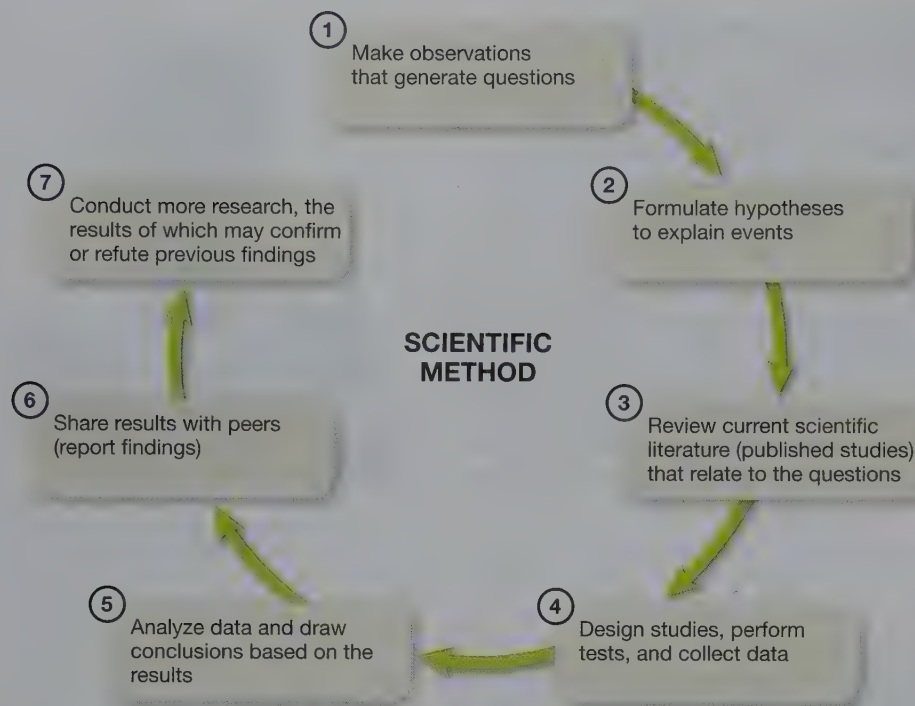 1
Make observations
that generate questions
2
Formulate hypotheses
to explain events
3
Review current scientific
literature (published studies)
that relate to the questions
4
Design studies, perform
tests, and collect data
5
Analyze data and draw
conclusions based on the
results
6
Share results with peers
(report findings)
7
Conduct more research, the
results of which may confirm
or refute previous findings
SCIENTIFIC
METHOD